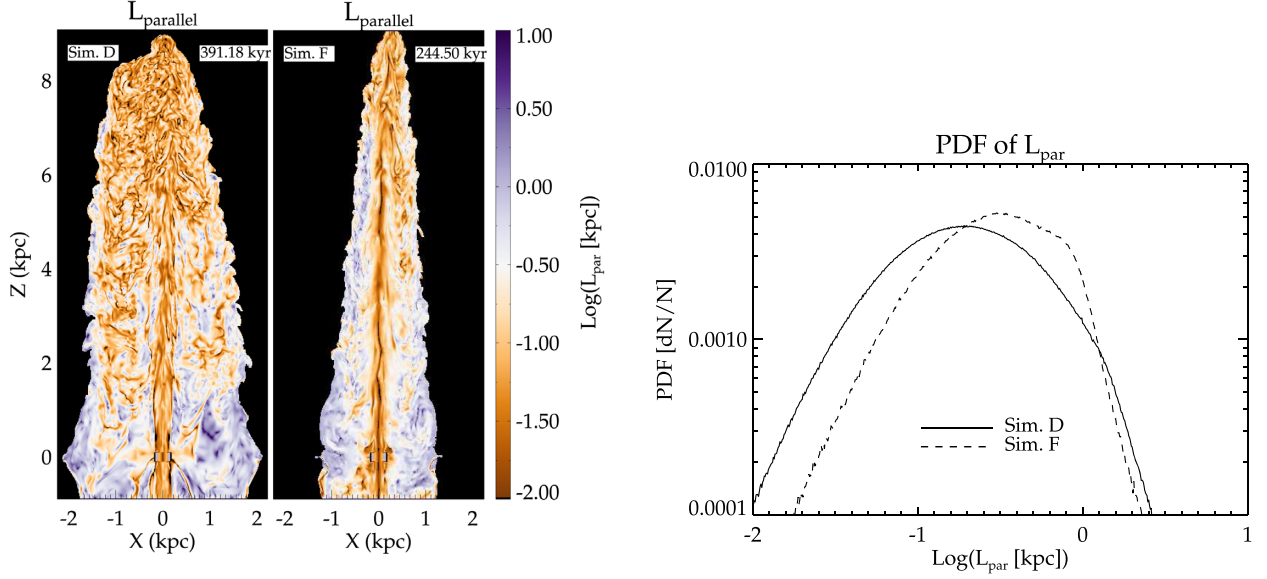 L_parallel L_parallel
Sim. D 391.18 kyr Sim. F 244.50 kyr
8
6
4
2
0
Z (kpc)
-2 -1 0 1 2
X (kpc)
-2 -1 0 1 2
X (kpc)
1.00
0.50
0.00
-0.50
-1.00
-1.50
-2.00
Log(L_par [kpc])
PDF of L_par
0.0100
0.0010
0.0001
PDF [dN/N]
Sim. D
Sim. F
-2 -1 0 1
Log(L_par [kpc])